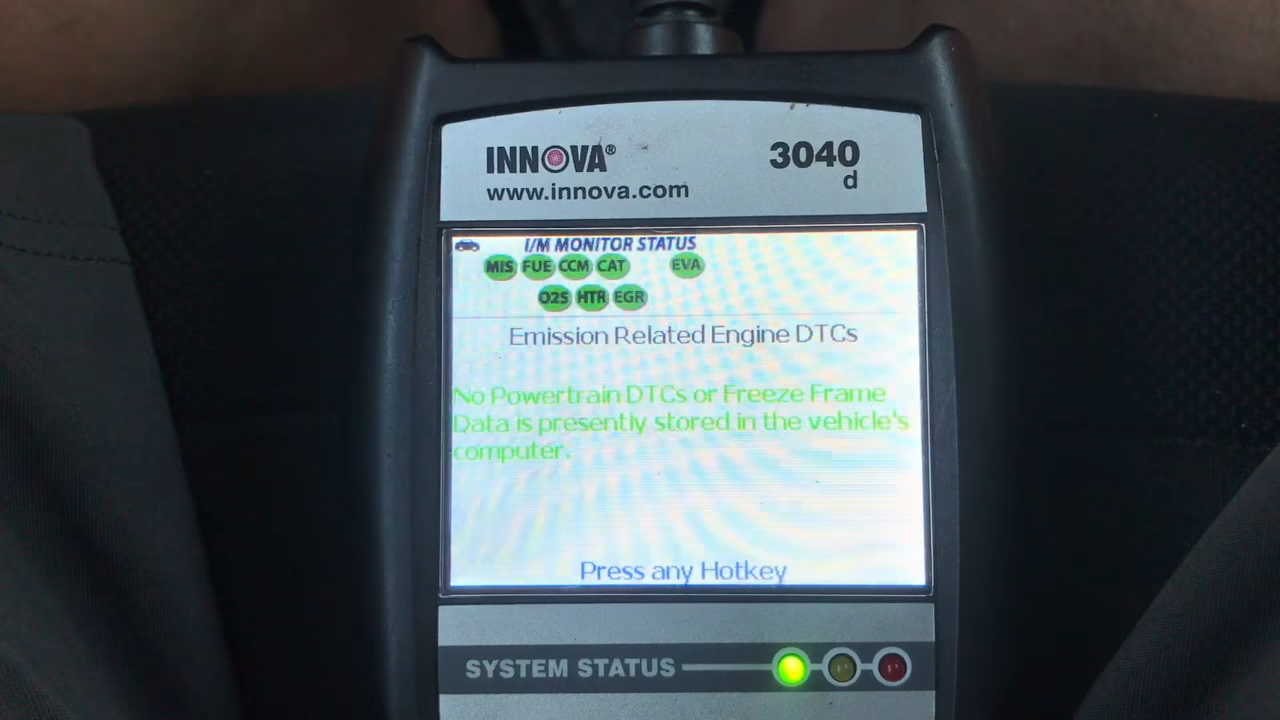 INNOVA®
3040
www.innova.com
d
I/M MONITOR STATUS
MIS FUE CCM CAT EVA
O2S HTR EGR
Emission Related Engine DTCs
No Powertrain DTCs or Freeze Frame
Data is presently stored in the vehicle's
computer.
Press any Hotkey
SYSTEM STATUS